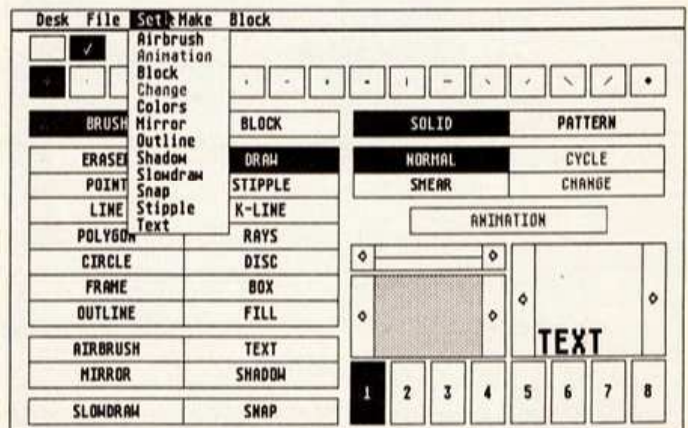 Desk File Set Make Block
Airbrush
Animation
Block
Change
Colors
Mirror
Outline
Shadow
Slowdraw
Snap
Stipple
Text
BRUSH BLOCK SOLID PATTERN
ERASER DRAW NORMAL CYCLE
POINT STIPPLE SMEAR CHANGE
LINE K-LINE
ANIMATION
POLYGON RAYS
CIRCLE DISC
FRAME BOX
OUTLINE FILL
TEXT
AIRBRUSH TEXT
MIRROR SHADOW
1 2 3 4 5 6 7 8
SLOWDRAW SNAP